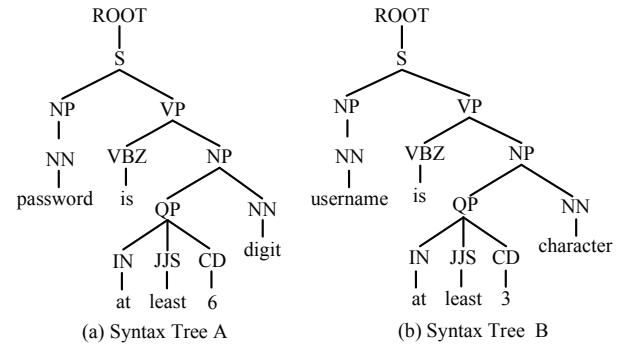 ROOT ROOT
S S
NP VP NP VP
NN VBZ NP NN VBZ NP
password is QP NN username is QP NN
IN JJS CD digit IN JJS CD character
at least 6 at least 3
(a) Syntax Tree A (b) Syntax Tree B